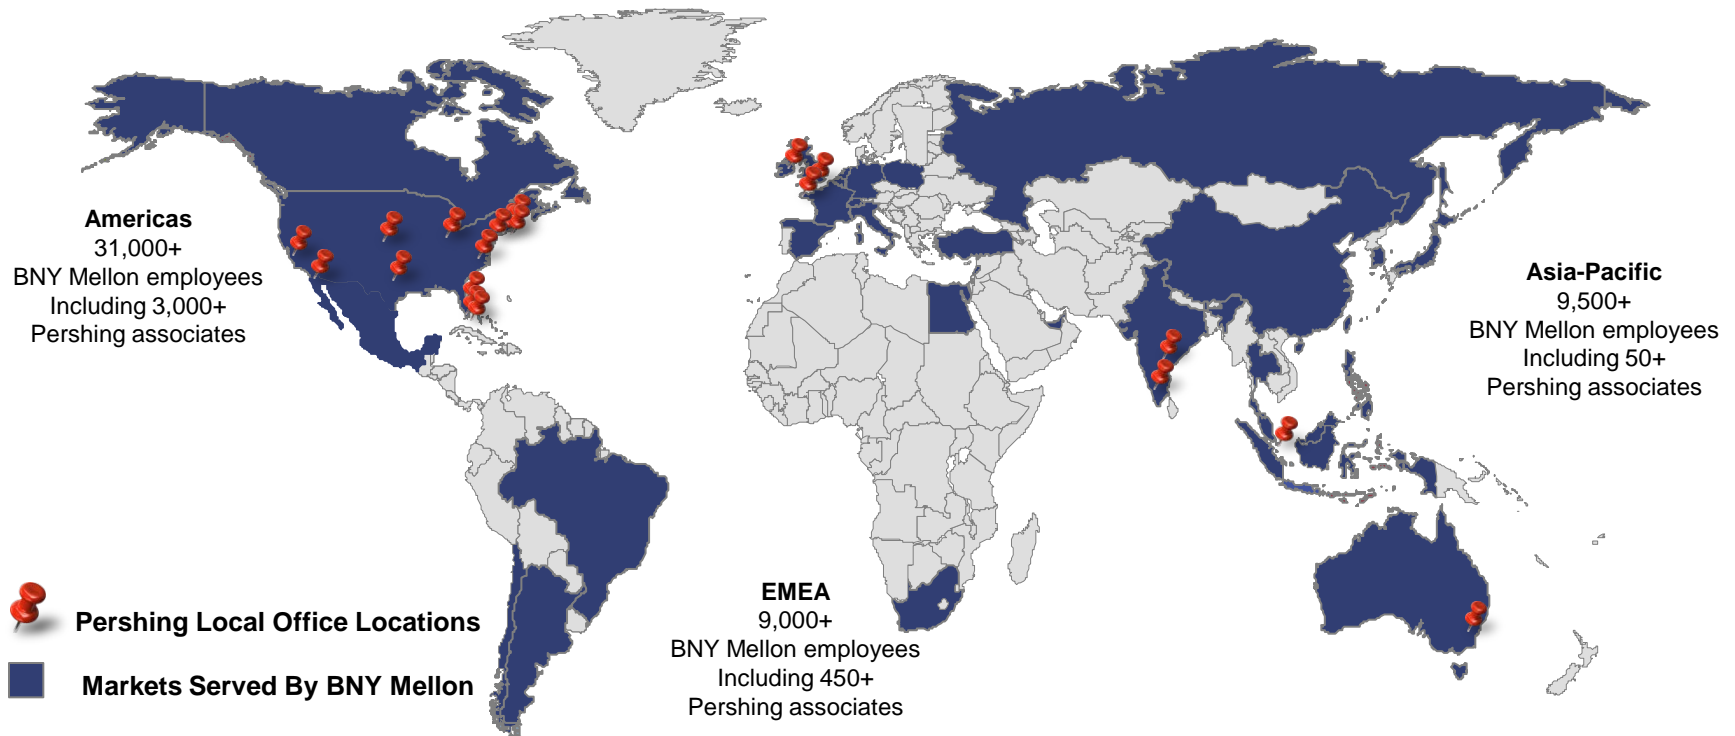 Americas
31,000+
BNY Mellon employees
Including 3,000+
Pershing associates
Asia-Pacific
9,500+
BNY Mellon employees
Including 50+
Pershing associates
EMEA
9,000+
BNY Mellon employees
Including 450+
Pershing associates
Pershing Local Office Locations
Markets Served By BNY Mellon